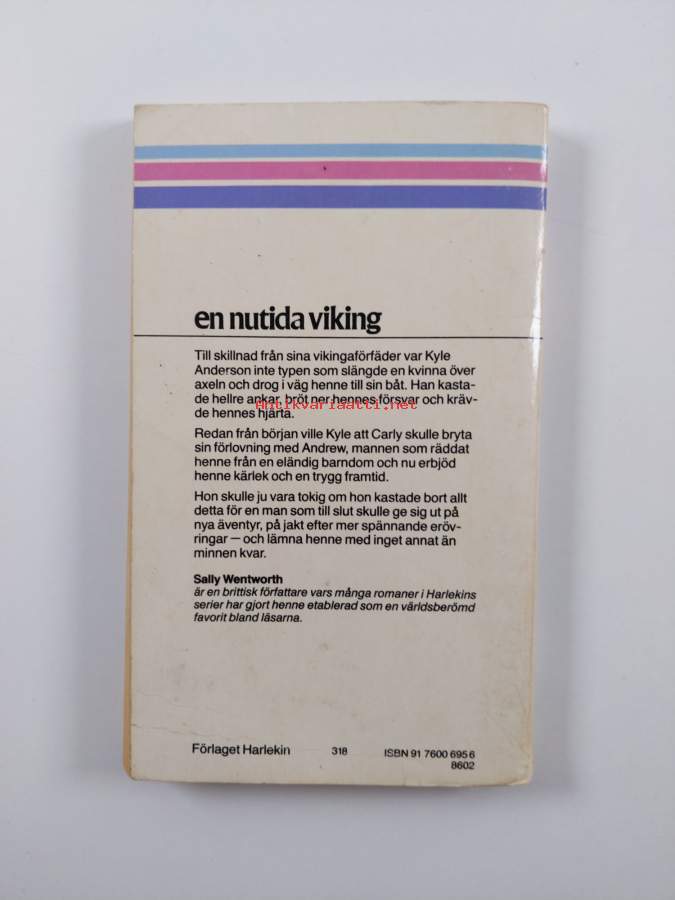 en nutida viking
Till skillnad från sina vikingaförfäder var Kyle
Anderson inte typen som slängde en kvinna över
axeln och drog i väg henne till sin båt. Han kasta-
de hellre ankar, bröt ner hennes försvar och kräv-
Antikvariaatti.net
de hennes hjärta.
Redan från början ville Kyle att Carly skulle bryta
sin förlovning med Andrew, mannen som räddat
henne från en eländig barndom och nu erbjöd
henne kärlek och en trygg framtid.
Hon skulle ju vara tokig om hon kastade bort allt
detta för en man som till slut skulle ge sig ut på
nya äventyr, på jakt efter mer spännande eröv-
ringar — och lämna henne med inget annat än
minnen kvar.
Sally Wentworth
är en brittisk författare vars många romaner i Harlekins
serier har gjort henne etablerad som en världsberömd
favorit bland läsarna.
Förlaget Harlekin 318 ISBN 91 7600 695 6
8602